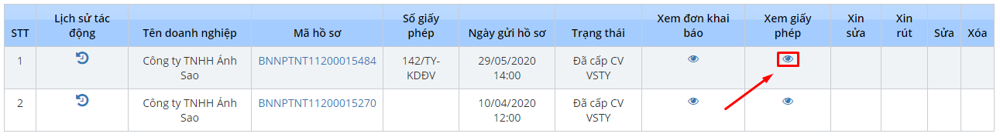 STT Lịch sử tác động Tên doanh nghiệp Mã hồ sơ Số giấy phép Ngày gửi hồ sơ Trạng thái Xem đơn khai báo Xem giấy phép Xin sửa Xin rút Sửa Xóa
1 Công ty TNHH Ánh Sao BNNPTNT11200015484 142/TY-KDĐV 29/05/2020 14:00 Đã cấp CV VSTY
2 Công ty TNHH Ánh Sao BNNPTNT11200015270 10/04/2020 12:00 Đã cấp CV VSTY